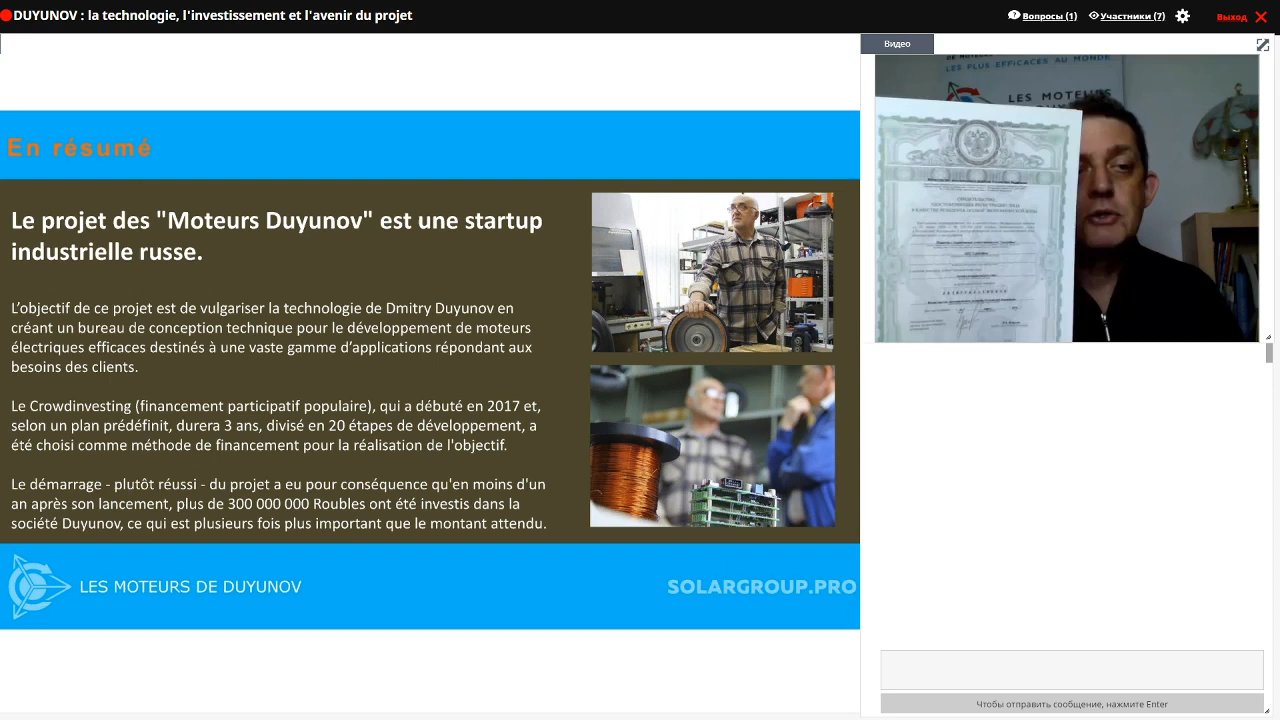 DUYUNOV : la technologie, l'investissement et l'avenir du projet
Вопросы (1)
Участники (7)
Выход
Видео
LES PLUS EFFICACES AU MONDE
LES MOTEURS
En résumé
Le projet des "Moteurs Duyunov" est une startup
industrielle russe.
L'objectif de ce projet est de vulgariser la technologie de Dmitry Duyunov en
créant un bureau de conception technique pour le développement de moteurs
électriques efficaces destinés à une vaste gamme d'applications répondant aux
besoins des clients.
Le Crowdinvesting (financement participatif populaire), qui a débuté en 2017 et,
selon un plan prédéfinit, durera 3 ans, divisé en 20 étapes de développement, a
été choisi comme méthode de financement pour la réalisation de l'objectif.
Le démarrage - plutôt réussi - du projet a eu pour conséquence qu'en moins d'un
an après son lancement, plus de 300 000 000 Roubles ont été investis dans la
société Duyunov, ce qui est plusieurs fois plus important que le montant attendu.
LES MOTEURS DE DUYUNOV
SOLARGROUP.PRO
Чтобы отправить сообщение, нажмите Enter